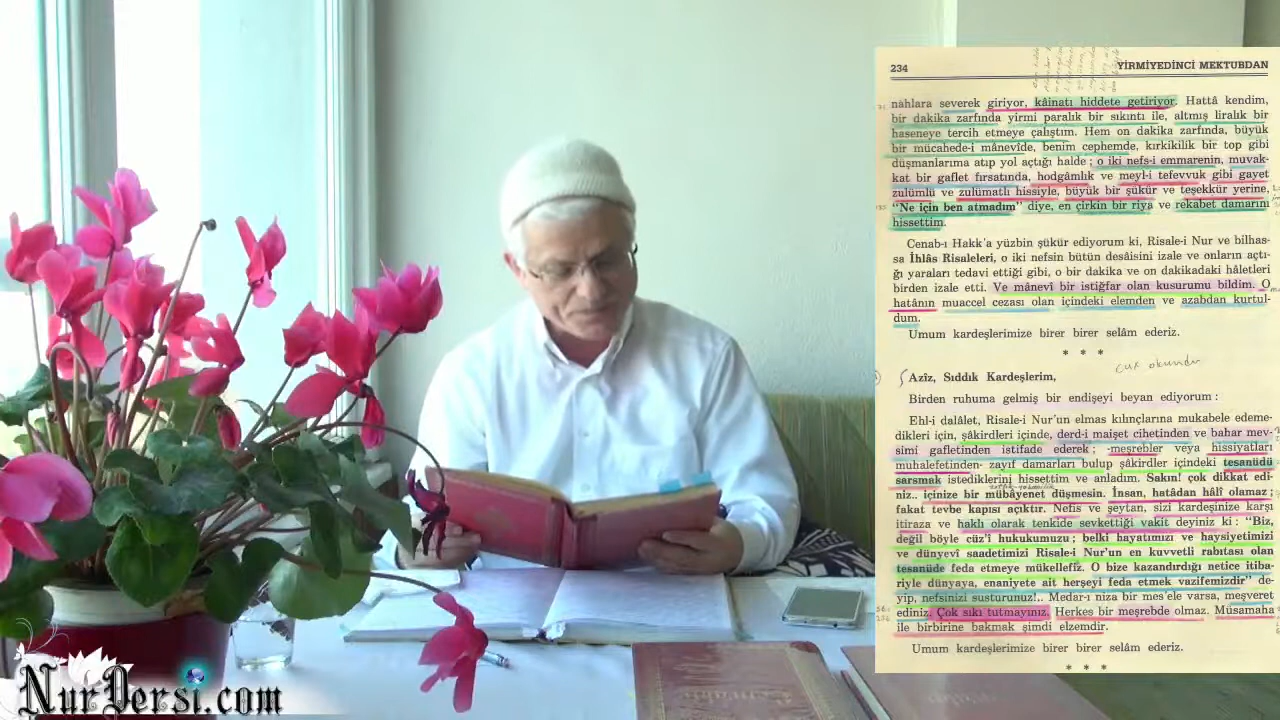 234
YİRMİYEDİNCİ MEKTUBDAN
nahlara severek giriyor, kâinatı hiddete getiriyor. Hattâ kendim,
bir dakika zarfında yirmi paralık bir sıkıntı ile, altmış liralık bir
haseneye tercih etmeye çalıştım. Hem on dakika zarfında, büyük
bir mücahede-i mânevîde, benim cephemde, kırkikilik bir top gibi
düşmanlarıma atıp yol açtığı halde; o iki nefs-i emmarenin, muvak-
kat bir gaflet fırsatında, hodgâmlık ve meyl-i tefevvuk gibi gayet
zulümlü ve zulümatlı hissiyle, büyük bir şükür ve teşekkür yerine,
"Ne için ben atmadım" diye, en çirkin bir riya ve rekabet damarını
hissettim.
Cenab-ı Hakk'a yüzbin şükür ediyorum ki, Risale-i Nur ve bilhas-
sa İhlâs Risaleleri, o iki nefsin bütün desâisini izale ve onların açtı-
ğı yaraları tedavi ettiği gibi, o bir dakika ve on dakikadaki hâletleri
birden izale etti. Ve mânevî bir istiğfar olan kusurumu bildim. O
hatânın muaccel cezası olan içindeki elemden ve azabdan kurtul-
dum.
Umum kardeşlerimize birer birer selâm ederiz.
* * *
çok okundu
Azîz, Sıddık Kardeşlerim,
Birden ruhuma gelmiş bir endişeyi beyan ediyorum :
Ehl-i dalâlet, Risale-i Nur'un elmas kılınçlarına mukabele edeme-
dikleri için, şâkirdleri içinde, derd-i maişet cihetinden ve bahar mev-
simi gafletinden istifade ederek; -meşrebler veya hissiyatları
muhalefetinden- zayıf damarları bulup şâkirdler içindeki tesanüdü
sarsmak istediklerini hissettim ve anladım. Sakın! çok dikkat edi-
niz.. içinize bir mübâyenet düşmesin. İnsan, hatâdan hâlî olamaz;
fakat tevbe kapısı açıktır. Nefis ve şeytan, sizi kardeşinize karşı
itiraza ve haklı olarak tenkide sevkettiği vakit deyiniz ki : "Biz,
değil böyle cüz'î hukukumuzu; belki hayatımızı ve haysiyetimizi
ve dünyevî saadetimizi Risale-i Nur'un en kuvvetli rabıtası olan
tesanüde feda etmeye mükellefiz. O bize kazandırdığı netice itiba-
riyle dünyaya, enaniyete ait herşeyi feda etmek vazifemizdir" de-
yip, nefsinizi susturunuz!.. Medar-ı niza bir mes'ele varsa, meşveret
ediniz. Çok sıkı tutmayınız. Herkes bir meşrebde olmaz. Müsamaha
ile birbirine bakmak şimdi elzemdir.
Umum kardeşlerimize birer birer selâm ederiz.
* * *
NurDersi.com